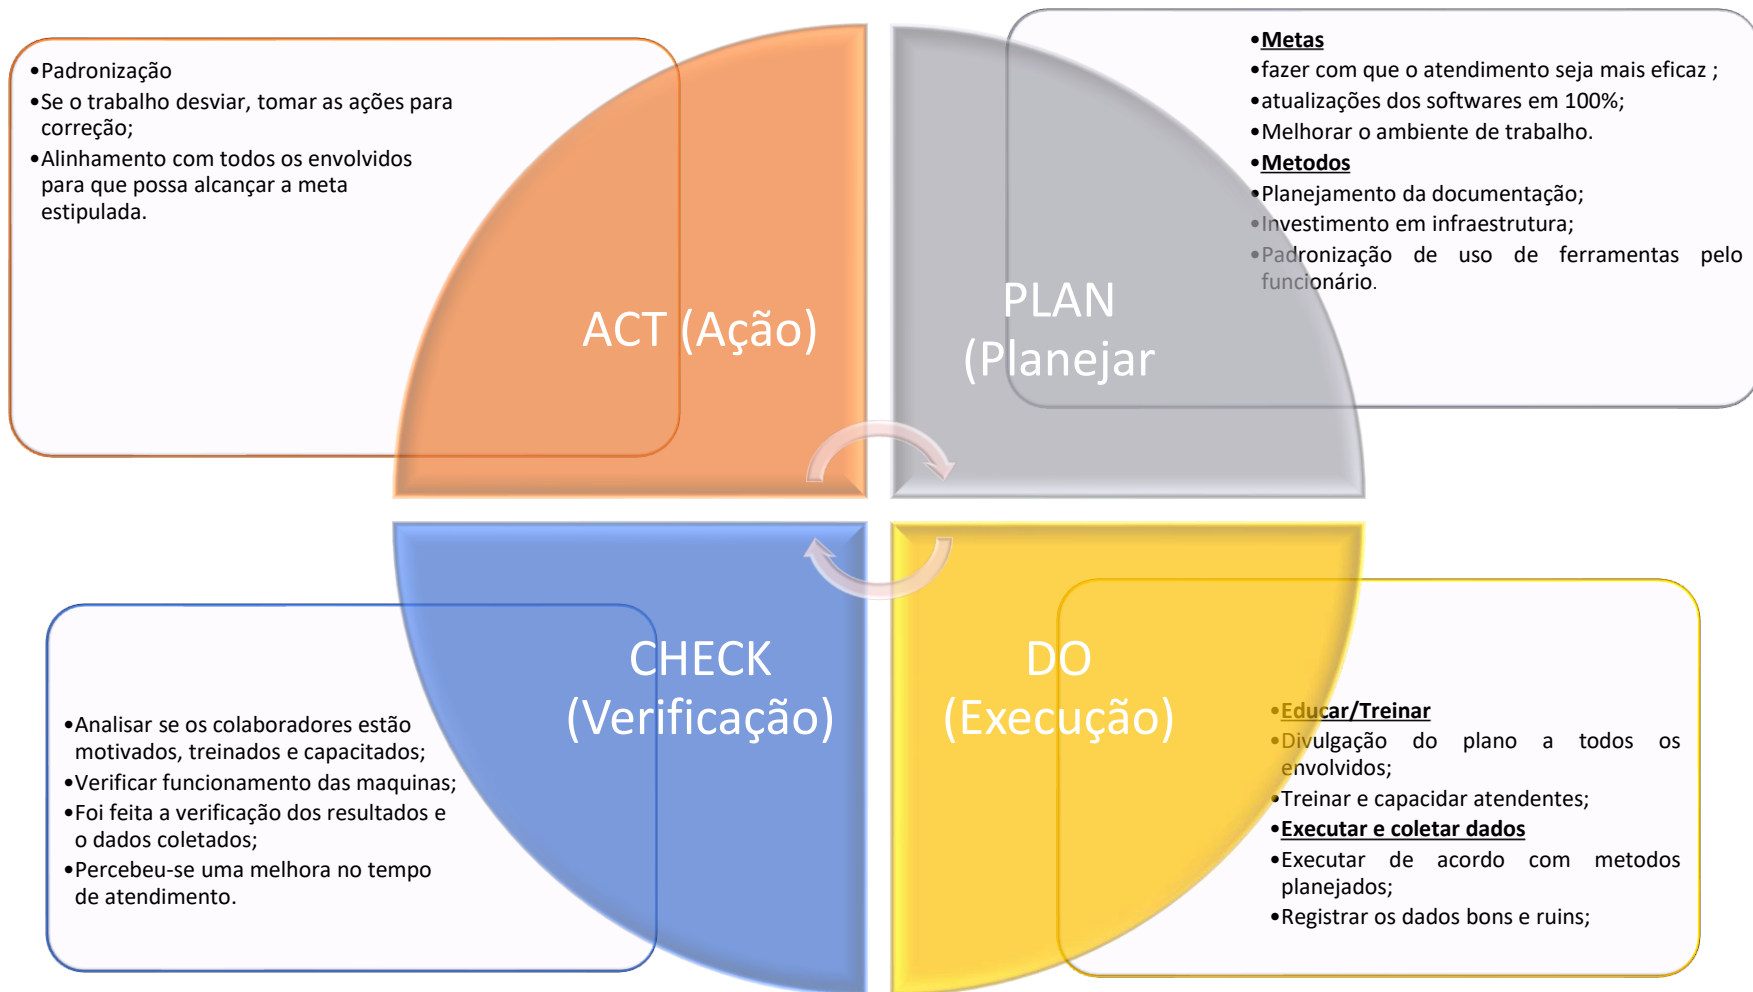 •Padronização
•Se o trabalho desviar, tomar as ações para
correção;
•Alinhamento com todos os envolvidos
para que possa alcançar a meta
estipulada.
ACT (Ação)
•Metas
•fazer com que o atendimento seja mais eficaz ;
•atualizações dos softwares em 100%;
•Melhorar o ambiente de trabalho.
•Metodos
•Planejamento da documentação;
•Investimento em infraestrutura;
•Padronização de uso de ferramentas pelo
funcionário.
PLAN
(Planejar
CHECK
(Verificação)
•Analisar se os colaboradores estão
motivados, treinados e capacitados;
•Verificar funcionamento das maquinas;
•Foi feita a verificação dos resultados e
o dados coletados;
•Percebeu-se uma melhora no tempo
de atendimento.
DO
(Execução)
•Educar/Treinar
•Divulgação do plano a todos os
envolvidos;
•Treinar e capacidar atendentes;
•Executar e coletar dados
•Executar de acordo com metodos
planejados;
•Registrar os dados bons e ruins;